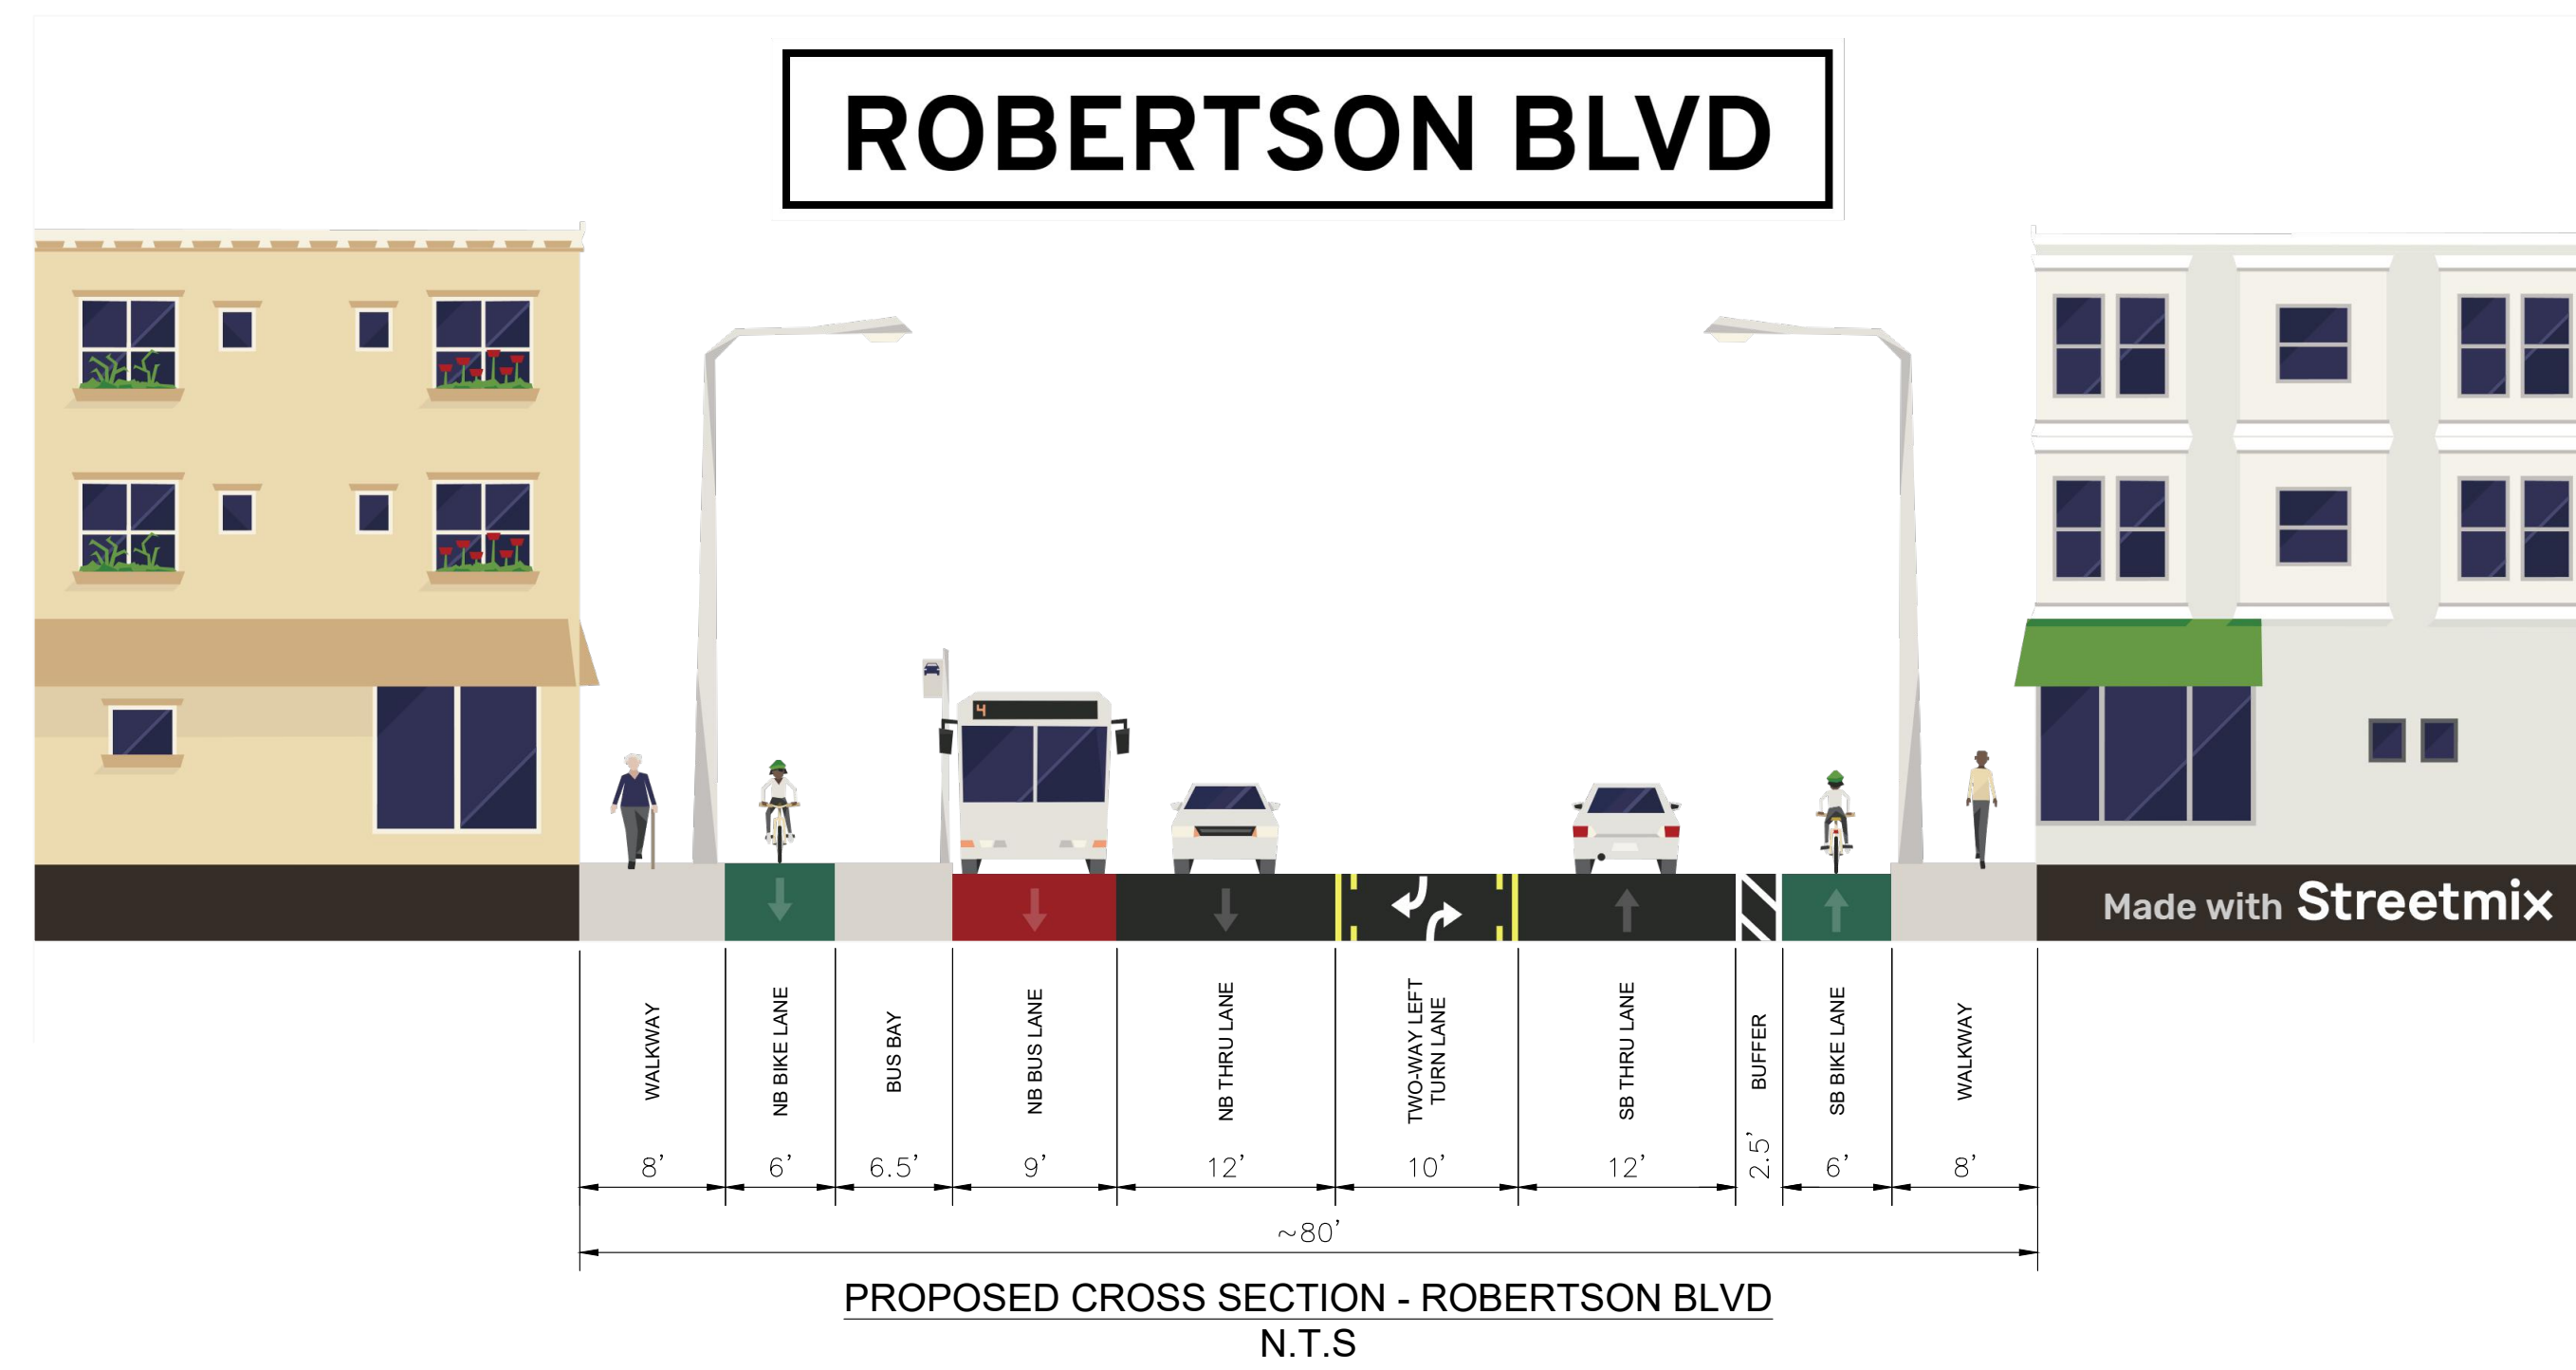 ROBERTSON BLVD
4
Made with Streetmix
WALKWAY
NB BIKE LANE
BUS BAY
NB BUS LANE
NB THRU LANE
TWO-WAY LEFT
TURN LANE
SB THRU LANE
BUFFER
SB BIKE LANE
WALKWAY
8'
6'
6.5'
9'
12'
10'
12'
2.5'
6'
8'
~80'
PROPOSED CROSS SECTION - ROBERTSON BLVD
N.T.S